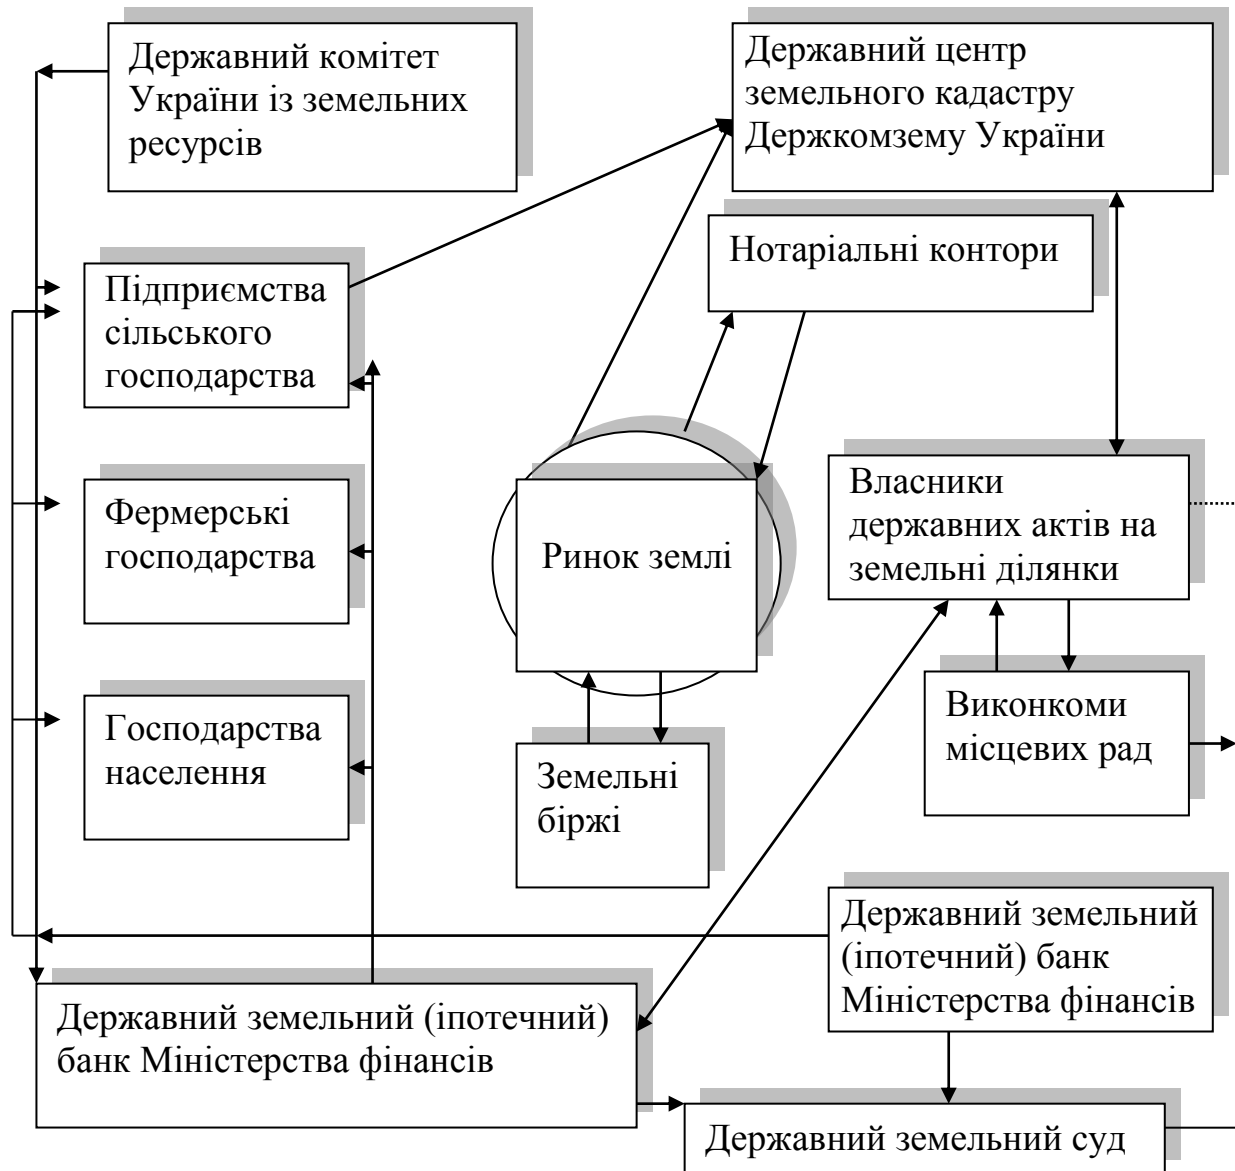 Державний комітет
України із земельних
ресурсів
Державний центр
земельного кадастру
Держкомзему України
Нотаріальні контори
Підприємства
сільського
господарства
Власники
державних актів на
земельні ділянки
Фермерські
господарства
Ринок землі
Господарства
населення
Виконкоми
місцевих рад
Земельні
біржі
Державний земельний
(іпотечний) банк
Міністерства фінансів
Державний земельний (іпотечний)
банк Міністерства фінансів
Державний земельний суд